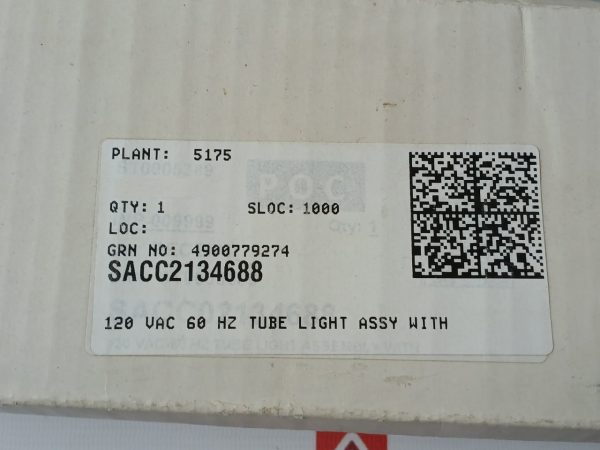 PLANT: 5175
QTY: 1 SLOC: 1000
LOC:
GRN NO: 4900779274
SACC2134688
120 VAC 60 HZ TUBE LIGHT ASSY WITH